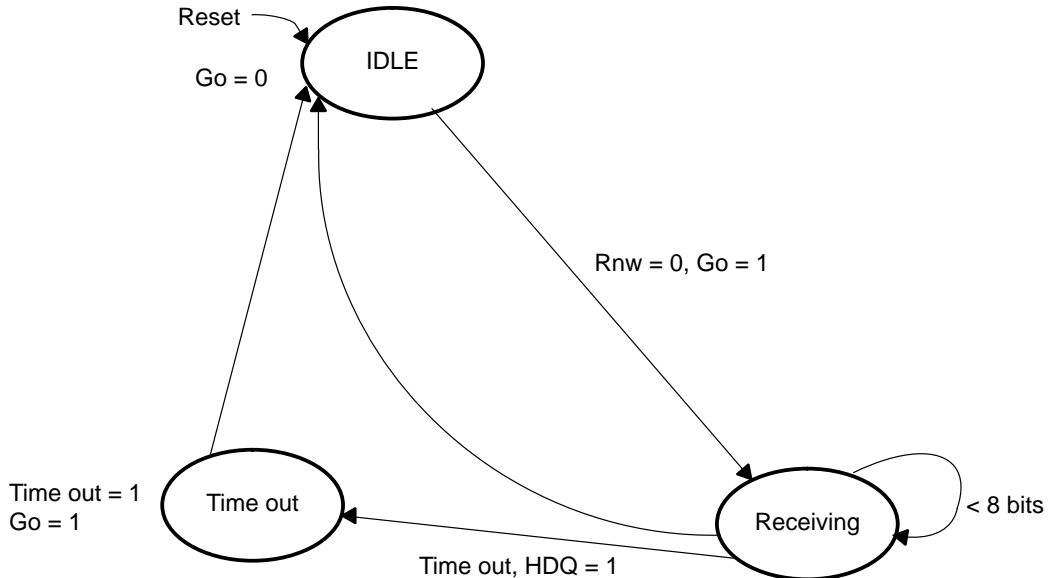 Reset
IDLE
Go = 0
Rnw = 0, Go = 1
Time out = 1
Go = 1
Time out
Receiving
< 8 bits
Time out, HDQ = 1